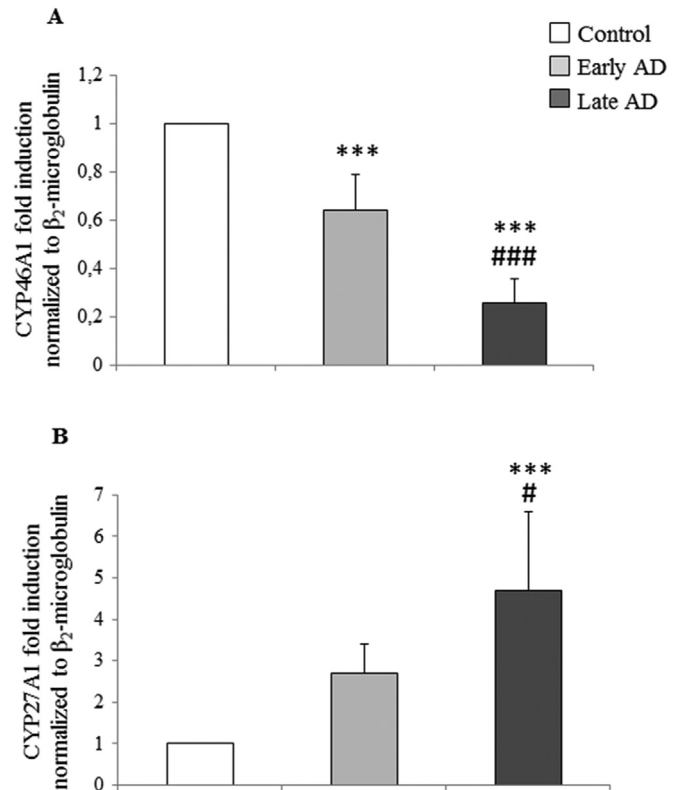 A
Control
Early AD
Late AD
CYP46A1 fold induction
normalized to β₂-microglobulin
1,2
1
0,8
0,6
0,4
0,2
0
***
***
###
B
CYP27A1 fold induction
normalized to β₂-microglobulin
7
6
5
4
3
2
1
0
***
#